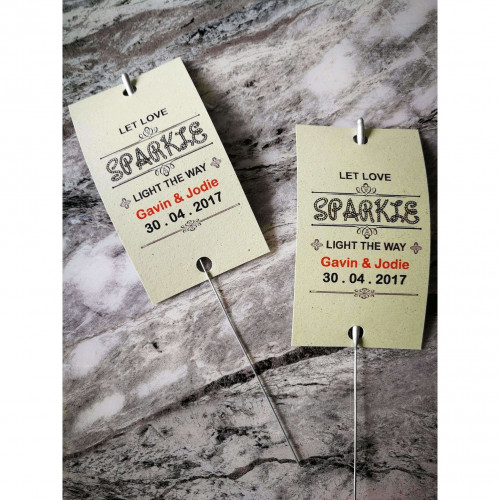 LET LOVE
SPARKLE
LIGHT THE WAY
Gavin & Jodie
30 . 04 . 2017
LET LOVE
SPARKLE
LIGHT THE WAY
Gavin & Jodie
30 . 04 . 2017